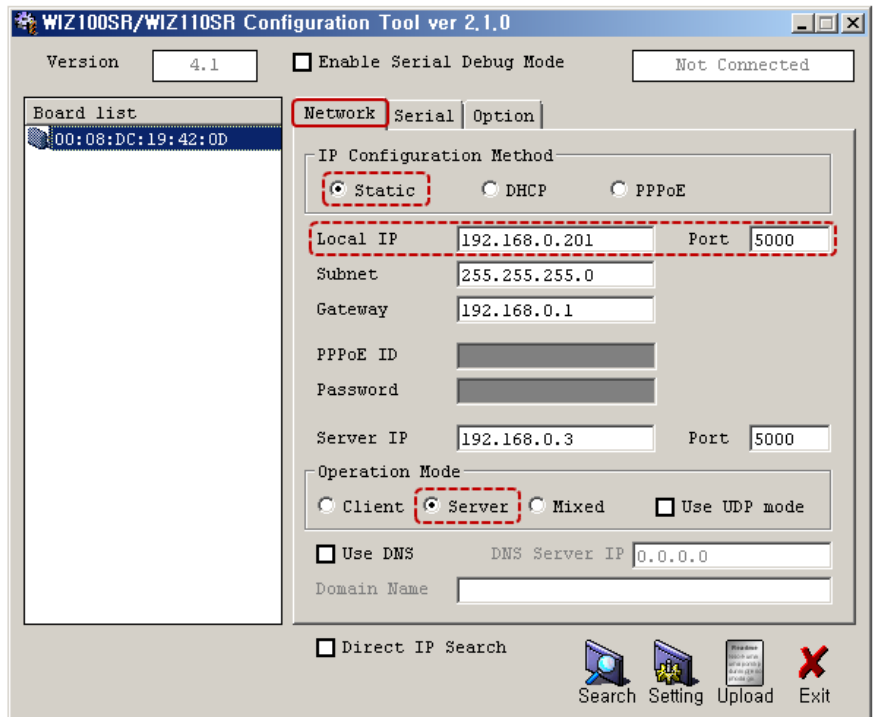 WIZ100SR/WIZ110SR Configuration Tool ver 2.1.0
Version 4.1 Enable Serial Debug Mode Not Connected
Board list
00:08:DC:19:42:0D
Network Serial Option
IP Configuration Method
Static DHCP PPPoE
Local IP 192.168.0.201 Port 5000
Subnet 255.255.255.0
Gateway 192.168.0.1
PPPoE ID
Password
Server IP 192.168.0.3 Port 5000
Operation Mode
Client Server Mixed Use UDP mode
Use DNS DNS Server IP 0.0.0.0
Domain Name
Direct IP Search
Search Setting Upload Exit